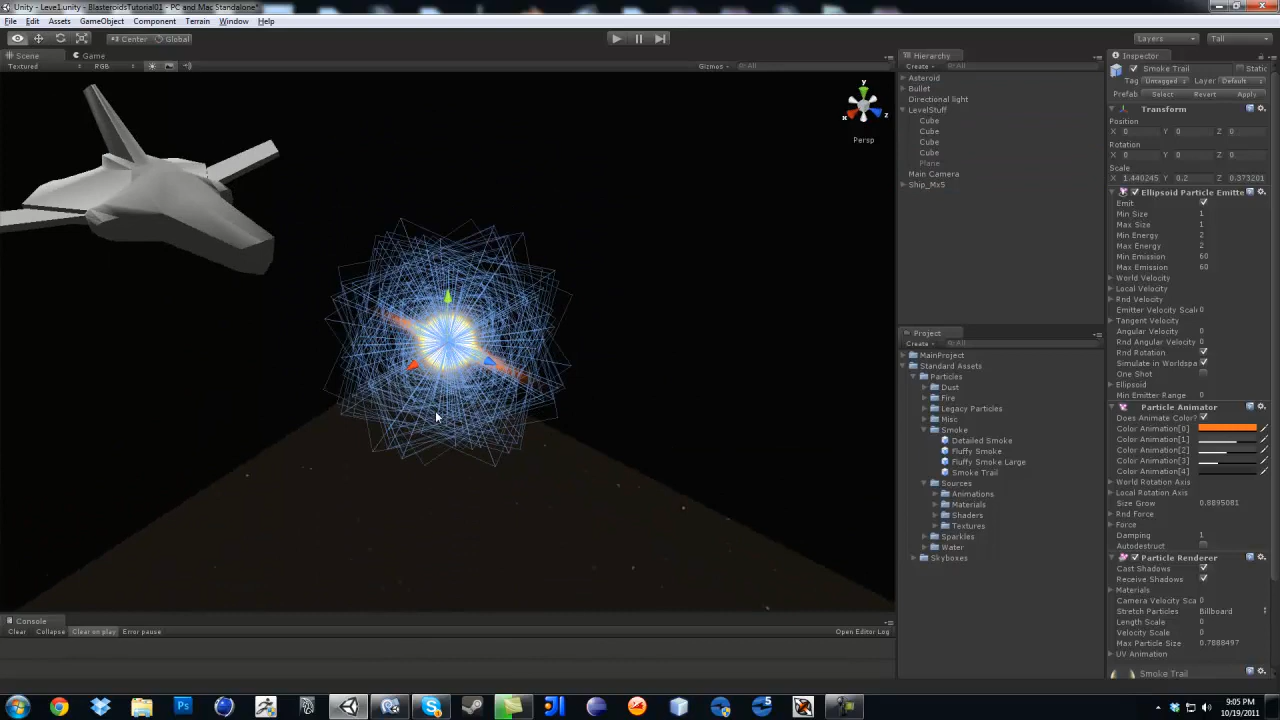 Unity - Leve1.unity - BlasteroidsTutorial01 - PC and Mac Standalone*
File Edit Assets GameObject Component Terrain Window Help
Center Global Layers Tall
Scene Game
Textured RGB Gizmos All
y
x
z
Persp
Hierarchy
Create All
Asteroid
Bullet
Directional light
LevelStuff
Cube
Cube
Cube
Cube
Plane
Main Camera
Ship_Mx5
Project
Create All
MainProject
Standard Assets
Particles
Dust
Fire
Legacy Particles
Misc
Smoke
Detailed Smoke
Fluffy Smoke
Fluffy Smoke Large
Smoke Trail
Sources
Animations
Materials
Shaders
Textures
Sparkles
Water
Skyboxes
Inspector
Smoke Trail Static
Tag Untagged Layer Default
Prefab Select Revert Apply
Transform
Position
X 0 Y 0 Z 0
Rotation
X 0 Y 0 Z 0
Scale
X 1.440245 Y 0.2 Z 0.373201
Ellipsoid Particle Emitte
Emit
Min Size 1
Max Size 1
Min Energy 2
Max Energy 2
Min Emission 60
Max Emission 60
World Velocity
Local Velocity
Rnd Velocity
Emitter Velocity Scale 0
Tangent Velocity
Angular Velocity 0
Rnd Angular Velocity 0
Rnd Rotation
Simulate in Worldspa
One Shot
Ellipsoid
Min Emitter Range 0
Particle Animator
Does Animate Color?
Color Animation[0]
Color Animation[1]
Color Animation[2]
Color Animation[3]
Color Animation[4]
World Rotation Axis
Local Rotation Axis
Size Grow 0.8895081
Rnd Force
Force
Damping 1
Autodestruct
Particle Renderer
Cast Shadows
Receive Shadows
Materials
Camera Velocity Sca 0
Stretch Particles Billboard
Length Scale 0
Velocity Scale 0
Max Particle Size 0.7888497
UV Animation
Smoke Trail
Console
Clear Collapse Clear on play Error pause Open Editor Log
9:05 PM
10/19/2011